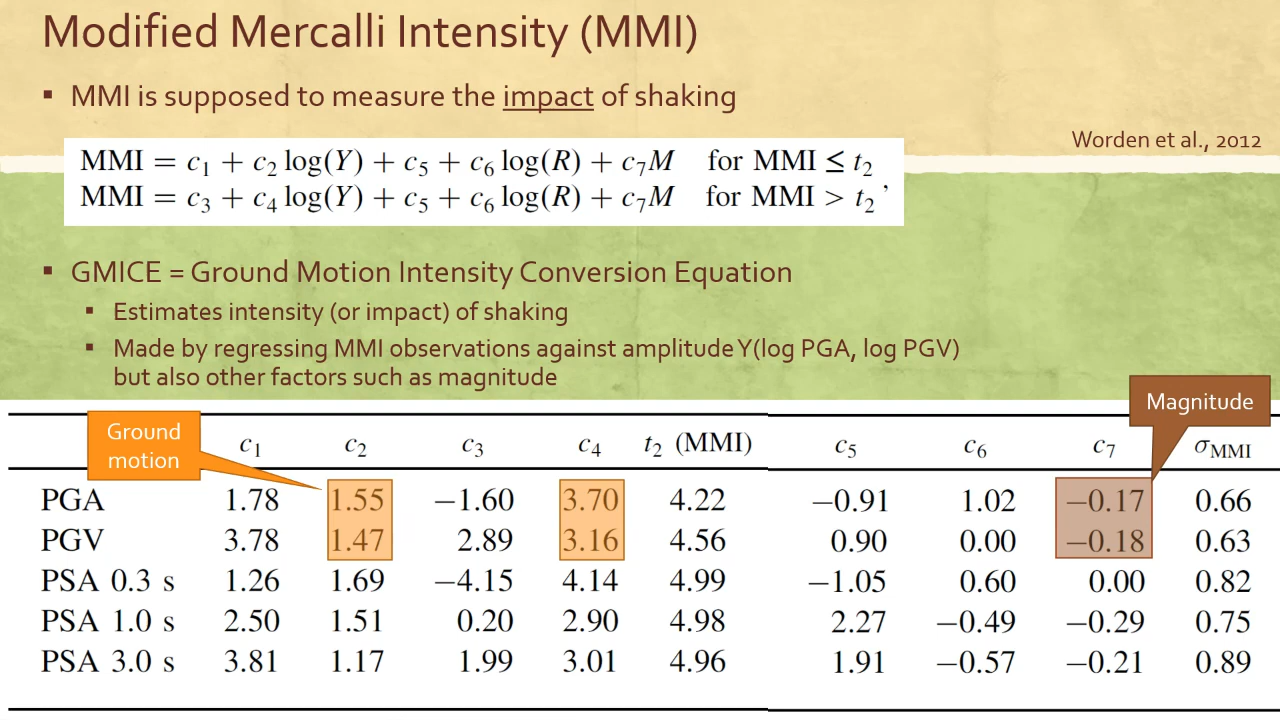 Modified Mercalli Intensity (MMI)
▪ MMI is supposed to measure the impact of shaking
Worden et al., 2012
MMI = c₁ + c₂ log(Y) + c₅ + c₆ log(R) + c₇M for MMI ≤ t₂
MMI = c₃ + c₄ log(Y) + c₅ + c₆ log(R) + c₇M for MMI > t₂ ,
▪ GMICE = Ground Motion Intensity Conversion Equation
▪ Estimates intensity (or impact) of shaking
▪ Made by regressing MMI observations against amplitude Y(log PGA, log PGV)
but also other factors such as magnitude
Magnitude
Ground
motion
c₁ c₂ c₃ c₄ t₂ (MMI) c₅ c₆ c₇ σMMI
PGA 1.78 1.55 −1.60 3.70 4.22 −0.91 1.02 −0.17 0.66
PGV 3.78 1.47 2.89 3.16 4.56 0.90 0.00 −0.18 0.63
PSA 0.3 s 1.26 1.69 −4.15 4.14 4.99 −1.05 0.60 0.00 0.82
PSA 1.0 s 2.50 1.51 0.20 2.90 4.98 2.27 −0.49 −0.29 0.75
PSA 3.0 s 3.81 1.17 1.99 3.01 4.96 1.91 −0.57 −0.21 0.89